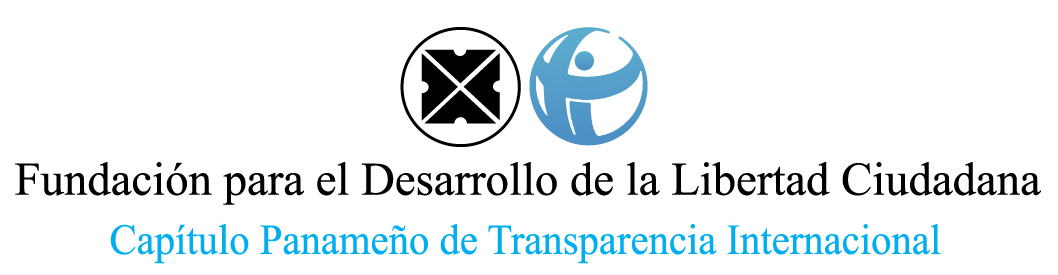 Fundación para el Desarrollo de la Libertad Ciudadana
Capítulo Panameño de Transparencia Internacional